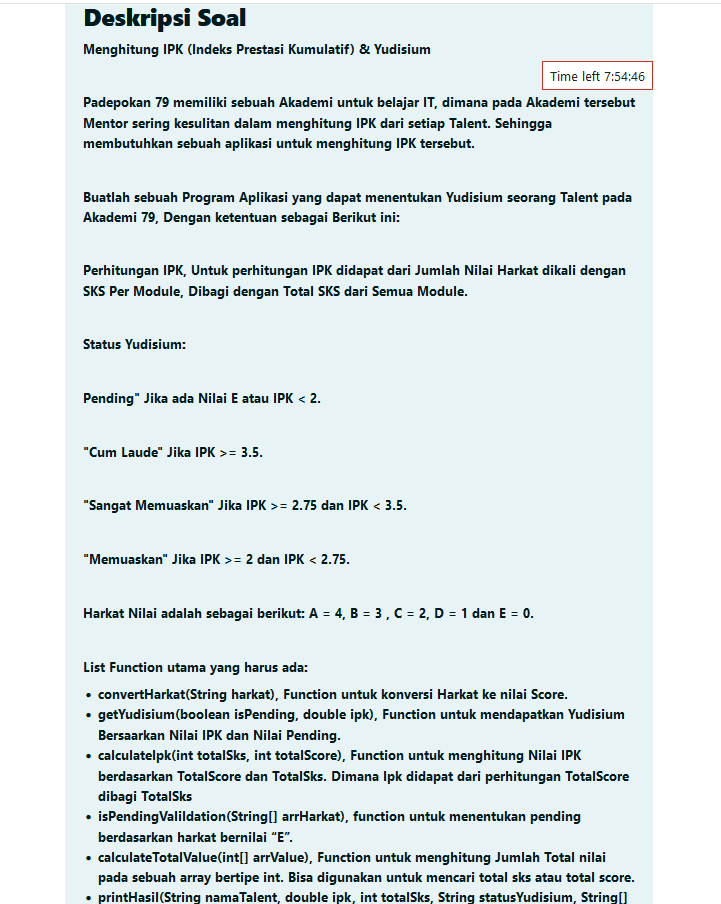 Deskripsi Soal
Menghitung IPK (Indeks Prestasi Kumulatif) & Yudisium
Time left 7:54:46
Padepokan 79 memiliki sebuah Akademi untuk belajar IT, dimana pada Akademi tersebut
Mentor sering kesulitan dalam menghitung IPK dari setiap Talent. Sehingga
membutuhkan sebuah aplikasi untuk menghitung IPK tersebut.
Buatlah sebuah Program Aplikasi yang dapat menentukan Yudisium seorang Talent pada
Akademi 79, Dengan ketentuan sebagai Berikut ini:
Perhitungan IPK, Untuk perhitungan IPK didapat dari Jumlah Nilai Harkat dikali dengan
SKS Per Module, Dibagi dengan Total SKS dari Semua Module.
Status Yudisium:
Pending" Jika ada Nilai E atau IPK < 2.
"Cum Laude" Jika IPK >= 3.5.
"Sangat Memuaskan" Jika IPK >= 2.75 dan IPK < 3.5.
"Memuaskan" Jika IPK >= 2 dan IPK < 2.75.
Harkat Nilai adalah sebagai berikut: A = 4, B = 3 , C = 2, D = 1 dan E = 0.
List Function utama yang harus ada:
• convertHarkat(String harkat), Function untuk konversi Harkat ke nilai Score.
• getYudisium(boolean isPending, double ipk), Function untuk mendapatkan Yudisium
Bersaarkan Nilai IPK dan Nilai Pending.
• calculateIpk(int totalSks, int totalScore), Function untuk menghitung Nilai IPK
berdasarkan TotalScore dan TotalSks. Dimana Ipk didapat dari perhitungan TotalScore
dibagi TotalSks
• isPendingValildation(String[] arrHarkat), function untuk menentukan pending
berdasarkan harkat bernilai “E”.
• calculateTotalValue(int[] arrValue), Function untuk menghitung Jumlah Total nilai
pada sebuah array bertipe int. Bisa digunakan untuk mencari total sks atau total score.
• printHasil(String namaTalent, double ipk, int totalSks, String statusYudisium, String[]